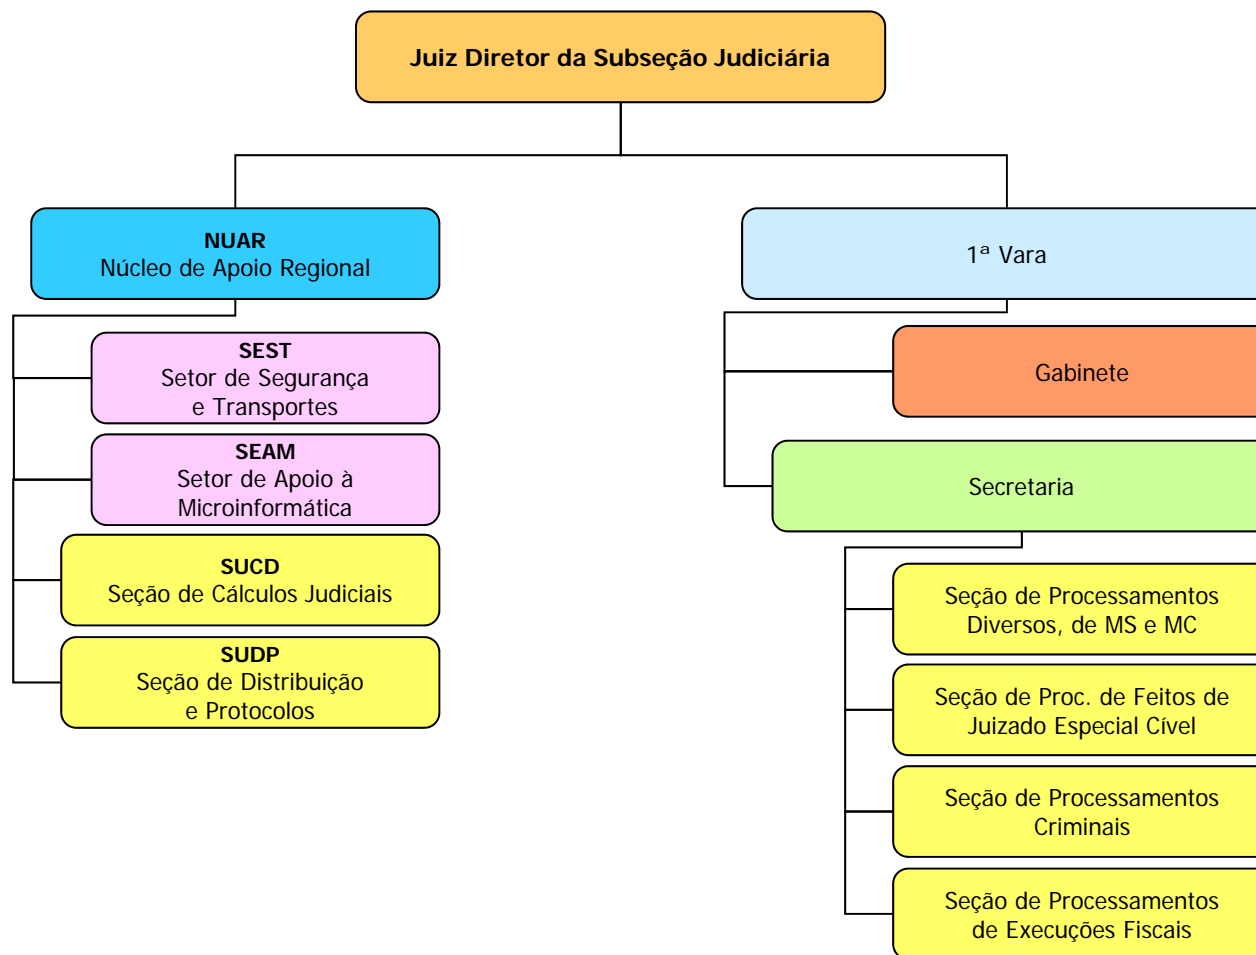 Juiz Diretor da Subseção Judiciária
NUAR
Núcleo de Apoio Regional
SEST
Setor de Segurança
e Transportes
SEAM
Setor de Apoio à
Microinformática
SUCD
Seção de Cálculos Judiciais
SUDP
Seção de Distribuição
e Protocolos
1ª Vara
Gabinete
Secretaria
Seção de Processamentos
Diversos, de MS e MC
Seção de Proc. de Feitos de
Juizado Especial Cível
Seção de Processamentos
Criminais
Seção de Processamentos
de Execuções Fiscais